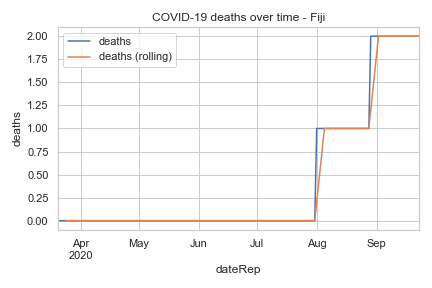 COVID-19 deaths over time - Fiji
deaths
deaths (rolling)
deaths
2.00
1.75
1.50
1.25
1.00
0.75
0.50
0.25
0.00
Apr
2020
May
Jun
Jul
Aug
Sep
dateRep